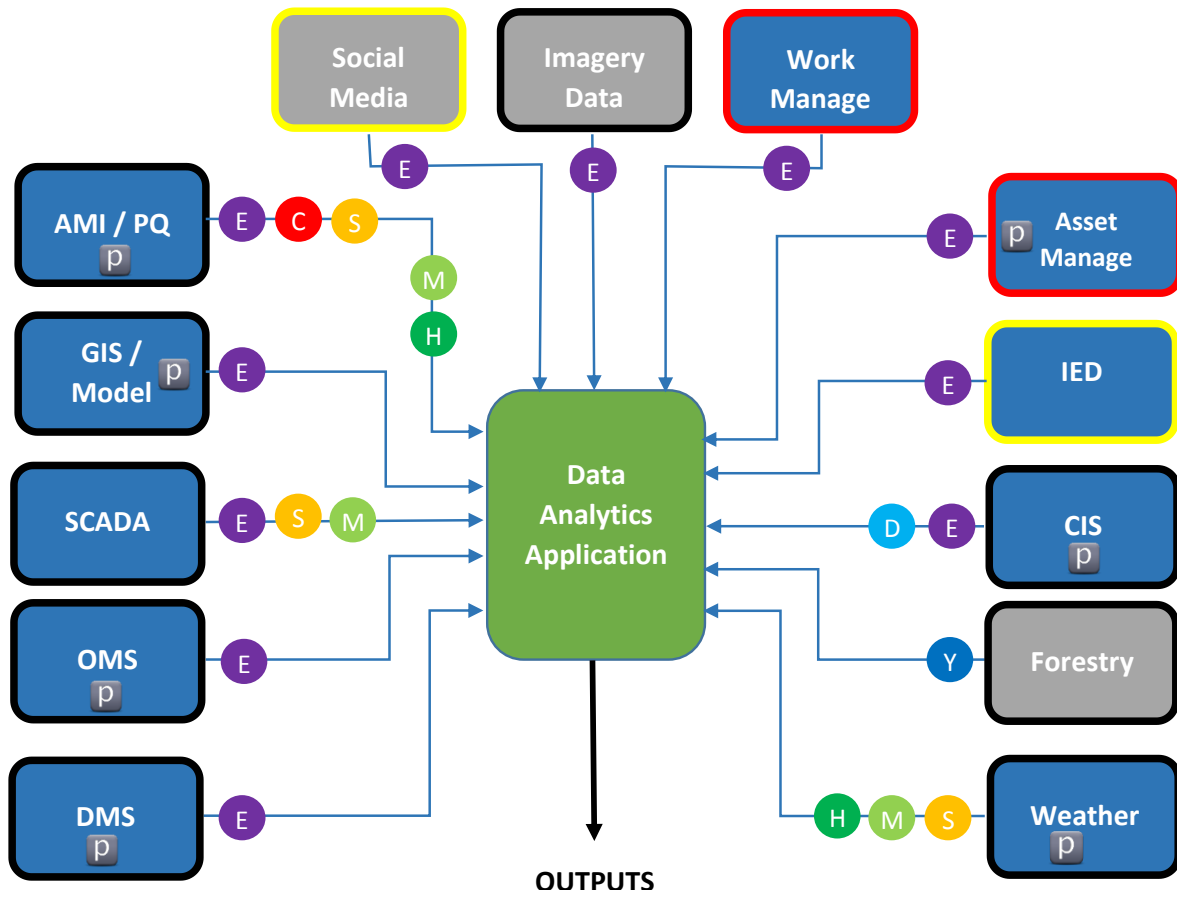 Social
Media
E
Imagery
Data
E
Work
Manage
E
AMI / PQ
p
E C S
M
H
GIS /
Model p
E
SCADA
E S M
OMS
p
E
DMS
p
E
Data
Analytics
Application
p Asset
Manage
E
IED
E
CIS
p
D E
Forestry
Y
Weather
p
H M S
OUTPUTS